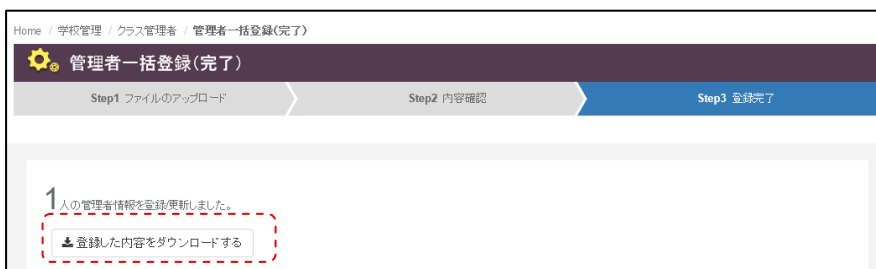 Home / 学校管理 / クラス管理者 / 管理者一括登録(完了)
管理者一括登録(完了)
Step1 ファイルのアップロード
Step2 内容確認
Step3 登録完了
1人の管理者情報を登録/更新しました。
登録した内容をダウンロードする